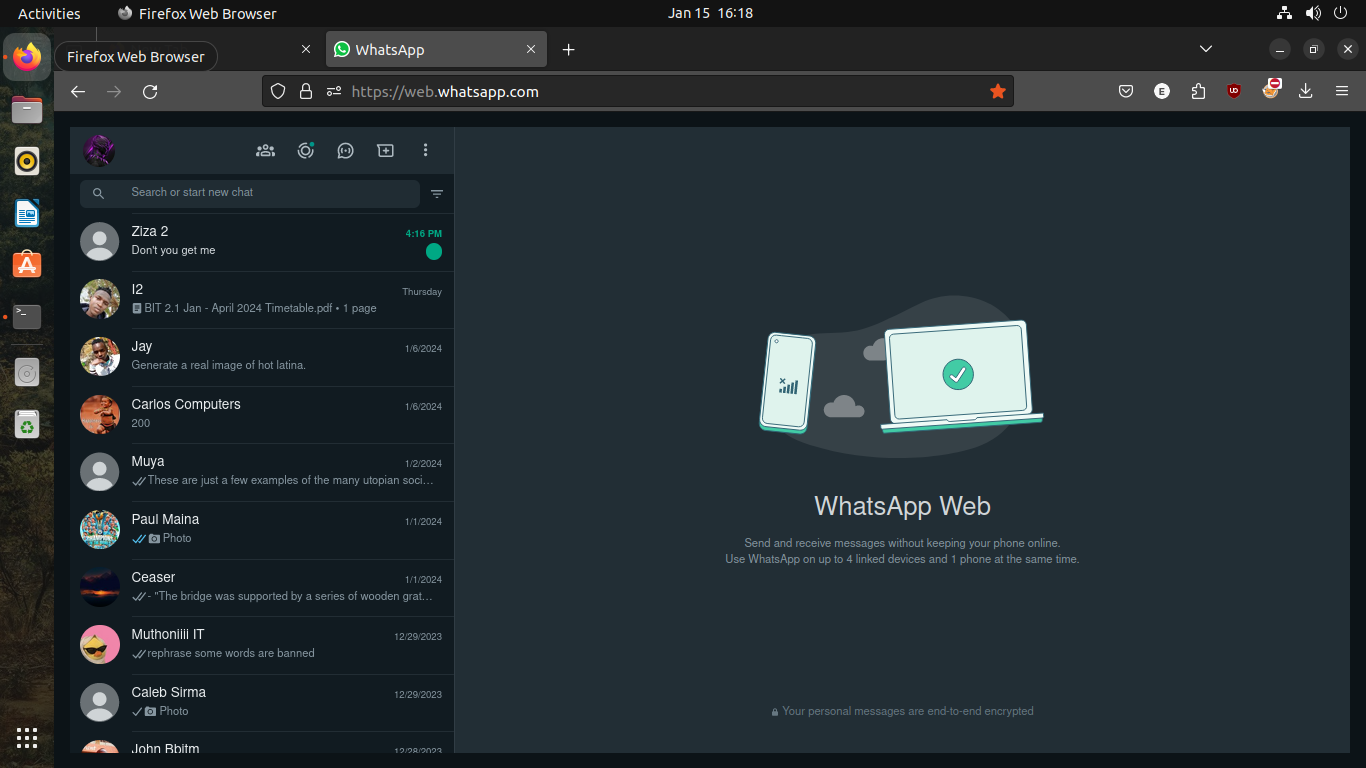 Activities
Firefox Web Browser
Jan 15 16:18
Firefox Web Browser
WhatsApp
https://web.whatsapp.com
E
Search or start new chat
Ziza 2
4:16 PM
Don't you get me
I2
Thursday
BIT 2.1 Jan - April 2024 Timetable.pdf • 1 page
Jay
1/6/2024
Generate a real image of hot latina.
Carlos Computers
1/6/2024
200
Muya
1/2/2024
These are just a few examples of the many utopian soci…
Paul Maina
1/1/2024
Photo
Ceaser
1/1/2024
- "The bridge was supported by a series of wooden grat…
Muthoniiii IT
12/29/2023
rephrase some words are banned
Caleb Sirma
12/29/2023
Photo
John Bbitm
12/28/2023
WhatsApp Web
Send and receive messages without keeping your phone online.
Use WhatsApp on up to 4 linked devices and 1 phone at the same time.
Your personal messages are end-to-end encrypted